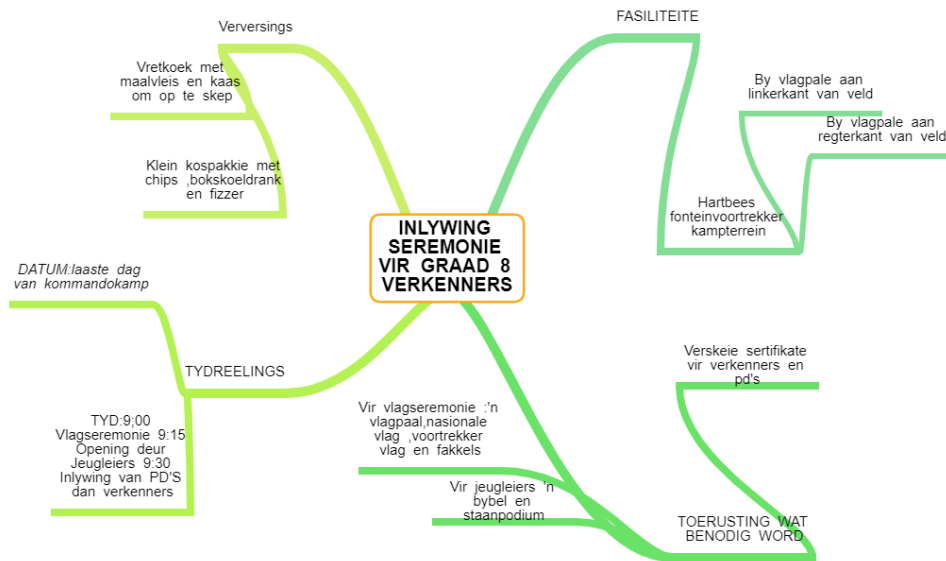 INLYWING
SEREMONIE
VIR GRAAD 8
VERKENNERS
Verversings
Vretkoek met
maalvleis en kaas
om op te skep
Klein kospakkie met
chips ,bokskoeldrank
en fizzer
FASILITEITE
Hartbees
fonteinvoortrekker
kampterrein
By vlagpale aan
linkerkant van veld
By vlagpale aan
regterkant van veld
TYDREELINGS
DATUM:laaste dag
van kommandokamp
TYD:9;00
Vlagseremonie 9:15
Opening deur
Jeugleiers 9:30
Inlywing van PD'S
dan verkenners
TOERUSTING WAT
BENODIG WORD
Verskeie sertifikate
vir verkenners en
pd's
Vir vlagseremonie :'n
vlagpaal,nasionale
vlag ,voortrekker
vlag en fakkels
Vir jeugleiers 'n
bybel en
staanpodium